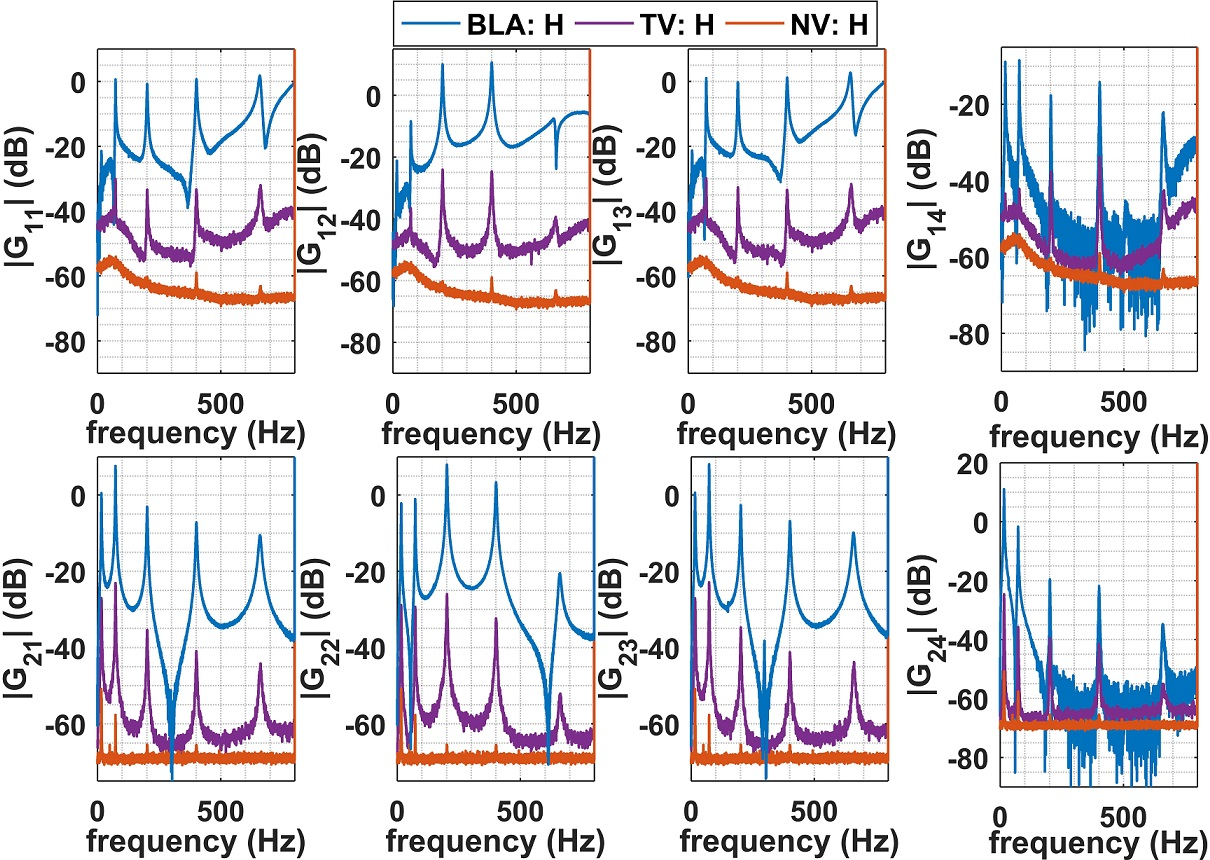 BLA: H TV: H NV: H
|G11| (dB)
0
-20
-40
-60
-80
0 500
frequency (Hz)
|G12| (dB)
0
-20
-40
-60
-80
0 500
frequency (Hz)
|G13| (dB)
0
-20
-40
-60
-80
0 500
frequency (Hz)
|G14| (dB)
-20
-40
-60
-80
0 500
frequency (Hz)
|G21| (dB)
0
-20
-40
-60
0 500
frequency (Hz)
|G22| (dB)
0
-20
-40
-60
0 500
frequency (Hz)
|G23| (dB)
0
-20
-40
-60
0 500
frequency (Hz)
|G24| (dB)
20
0
-20
-40
-60
-80
0 500
frequency (Hz)